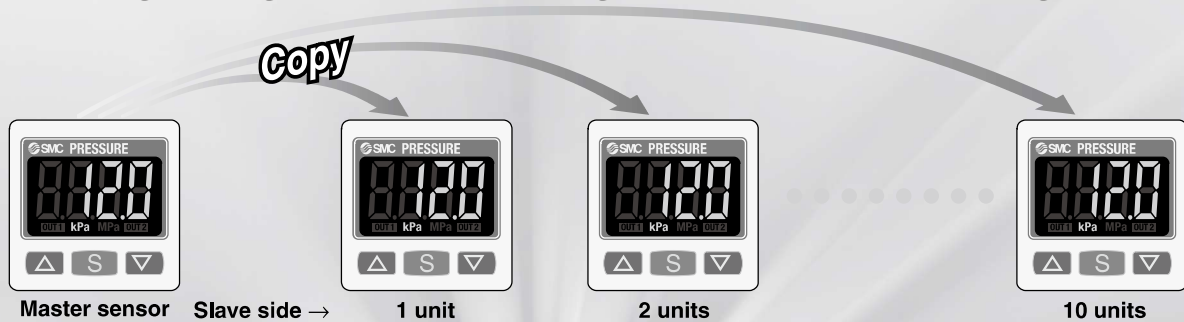 Copy
SMC PRESSURE
12.0
OUT1 kPa MPa OUT2
S
SMC PRESSURE
12.0
OUT1 kPa MPa OUT2
S
SMC PRESSURE
12.0
OUT1 kPa MPa OUT2
S
SMC PRESSURE
12.0
OUT1 kPa MPa OUT2
S
Master sensor Slave side → 1 unit 2 units 10 units